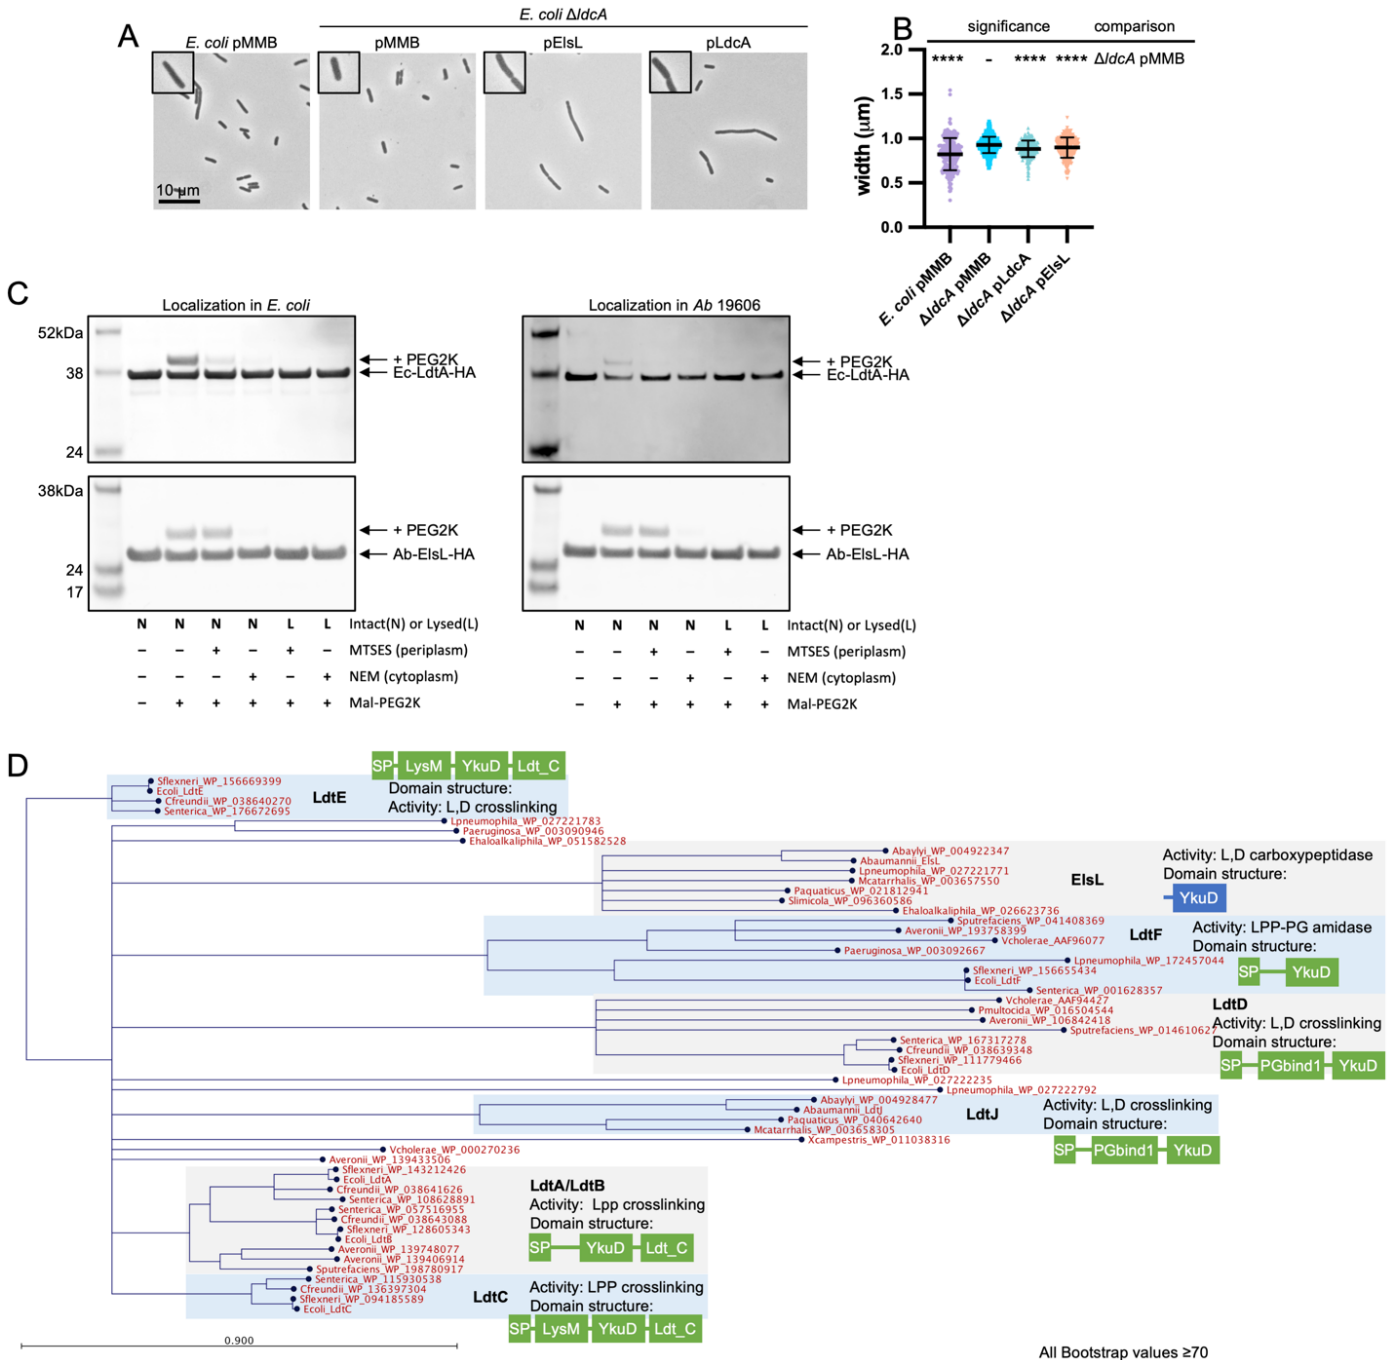 A
E. coli ΔldcA
E. coli pMMB
pMMB
pElsL
pLdcA
10 μm
B
significance
comparison
**** - **** **** ΔldcA pMMB
width (μm)
2.0
1.5
1.0
0.5
0.0
E. coli pMMB
ΔldcA pMMB
ΔldcA pLdcA
ΔldcA pElsL
C
Localization in E. coli
52kDa
38
24
+ PEG2K
Ec-LdtA-HA
38kDa
24
17
+ PEG2K
Ab-ElsL-HA
N N N N L L Intact(N) or Lysed(L)
– – + – + – MTSES (periplasm)
– – – + – + NEM (cytoplasm)
– + + + + + Mal-PEG2K
Localization in Ab 19606
+ PEG2K
Ec-LdtA-HA
+ PEG2K
Ab-ElsL-HA
N N N N L L Intact(N) or Lysed(L)
– – + – + – MTSES (periplasm)
– – – + – + NEM (cytoplasm)
– + + + + + Mal-PEG2K
D
SP LysM YkuD Ldt_C
Domain structure:
Activity: L,D crosslinking
LdtE
Sflexneri_WP_156669399
Ecoli_LdtE
Cfreundii_WP_038640270
Senterica_WP_176672695
Lpneumophila_WP_027221783
Paeruginosa_WP_003090946
Ehaloalkaliphila_WP_051582528
Abaylyi_WP_004922347
Abaumannii_ElsL
Lpneumophila_WP_027221771
Mcatarrhalis_WP_003657550
Paquaticus_WP_021812941
Slimicola_WP_096360586
Ehaloalkaliphila_WP_026623736
ElsL
Activity: L,D carboxypeptidase
Domain structure:
YkuD
Sputrefaciens_WP_041408369
Averonii_WP_193758399
Vcholerae_AAF96077
Paeruginosa_WP_003092667
Lpneumophila_WP_172457044
Sflexneri_WP_156655434
Ecoli_LdtF
Senterica_WP_001628357
LdtF
Activity: LPP-PG amidase
Domain structure:
SP YkuD
Vcholerae_AAF94427
Pmultocida_WP_016504544
Averonii_WP_106842418
Sputrefaciens_WP_014610627
Senterica_WP_167317278
Cfreundii_WP_038639348
Sflexneri_WP_111779466
Ecoli_LdtD
LdtD
Activity: L,D crosslinking
Domain structure:
SP PGbind1 YkuD
Lpneumophila_WP_027222235
Lpneumophila_WP_027222792
Abaylyi_WP_004928477
Abaumannii_LdtJ
Paquaticus_WP_040642640
Mcatarrhalis_WP_003658305
LdtJ
Activity: L,D crosslinking
Domain structure:
SP PGbind1 YkuD
Xcampestris_WP_011038316
Vcholerae_WP_000270236
Averonii_WP_139433506
Sflexneri_WP_143212426
Ecoli_LdtA
Cfreundii_WP_038641626
Senterica_WP_108628891
Senterica_WP_057516955
Cfreundii_WP_038643088
Sflexneri_WP_128605343
Ecoli_LdtB
Averonii_WP_139748077
Averonii_WP_139406914
Sputrefaciens_WP_198780917
LdtA/LdtB
Activity: Lpp crosslinking
Domain structure:
SP YkuD Ldt_C
Senterica_WP_115930538
Cfreundii_WP_136397304
Sflexneri_WP_094185589
Ecoli_LdtC
LdtC
Activity: LPP crosslinking
Domain structure:
SP LysM YkuD Ldt_C
0.900
All Bootstrap values ≥70